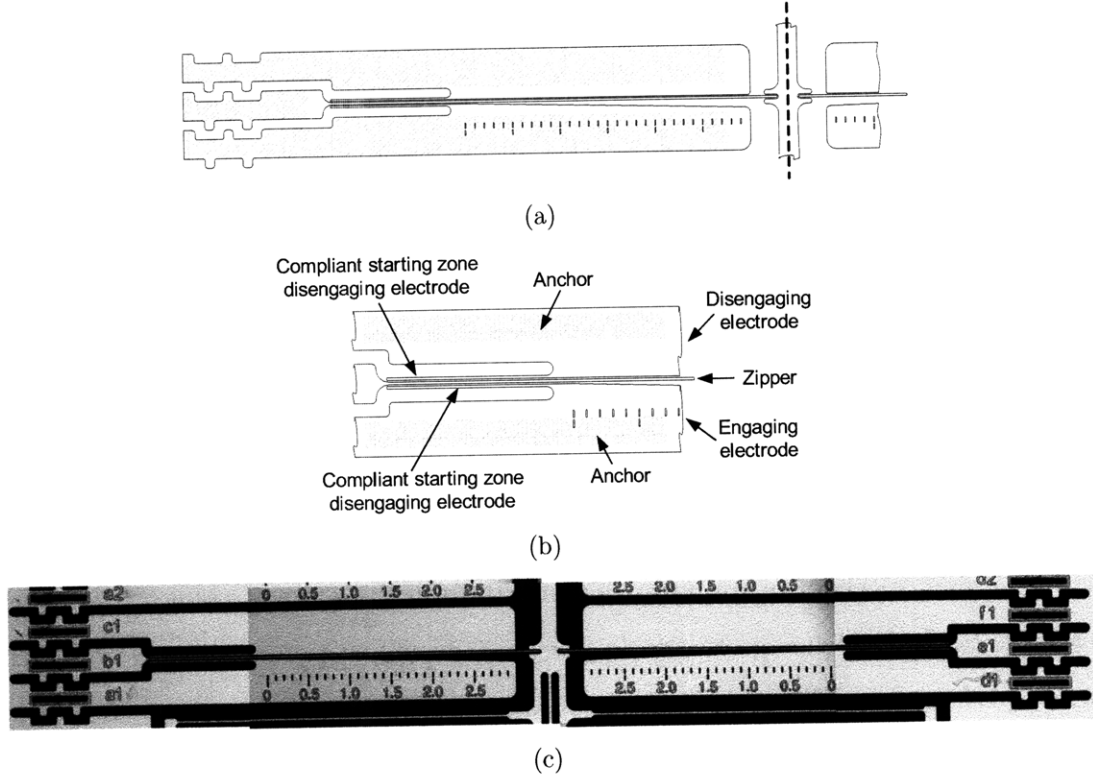 (a)
Compliant starting zone
disengaging electrode
Anchor
Disengaging
electrode
Zipper
Engaging
electrode
Anchor
Compliant starting zone
disengaging electrode
(b)
a2
0 0.5 1.0 1.5 2.0 2.5
2.5 2.0 1.5 1.0 0.5 0
d2
c1
f1
b1
e1
a1
0 0.5 1.0 1.5 2.0 2.5
2.5 2.0 1.5 1.0 0.5 0
d1
(c)